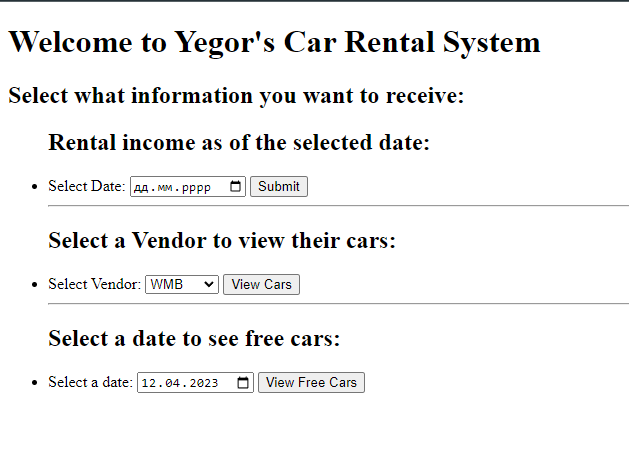 Welcome to Yegor's Car Rental System
Select what information you want to receive:
Rental income as of the selected date:
Select Date: дд.мм.рррр Submit
Select a Vendor to view their cars:
Select Vendor: WMB View Cars
Select a date to see free cars:
Select a date: 12.04.2023 View Free Cars